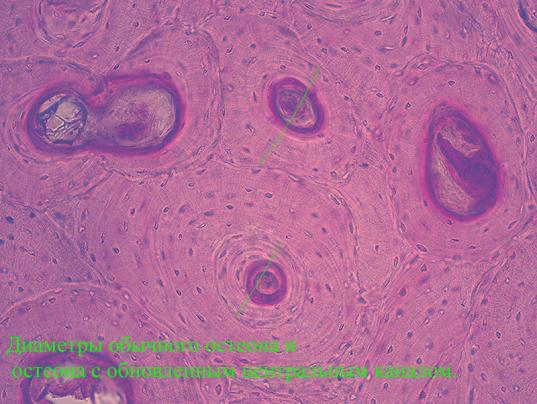 Диаметры обычного остеона и
остеона с обновленным центральным каналом.